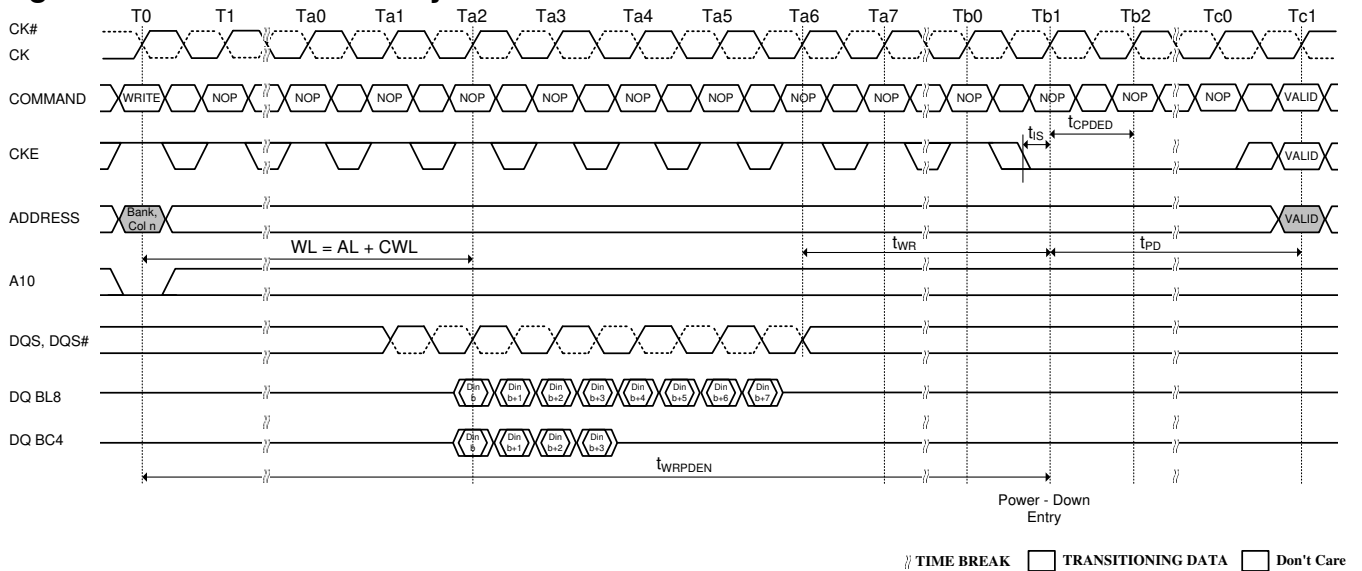 T0 T1 Ta0 Ta1 Ta2 Ta3 Ta4 Ta5 Ta6 Ta7 Tb0 Tb1 Tb2 Tc0 Tc1
CK#
CK
COMMAND WRITE NOP NOP NOP NOP NOP NOP NOP NOP NOP NOP NOP NOP NOP VALID
tIS tCPDED
CKE VALID
ADDRESS Bank, Col n VALID
WL = AL + CWL tWR tPD
A10
DQS, DQS#
DQ BL8 Din b Din b+1 Din b+2 Din b+3 Din b+4 Din b+5 Din b+6 Din b+7
DQ BC4 Din b Din b+1 Din b+2 Din b+3
tWRPDEN
Power - Down
Entry
TIME BREAK TRANSITIONING DATA Don't Care